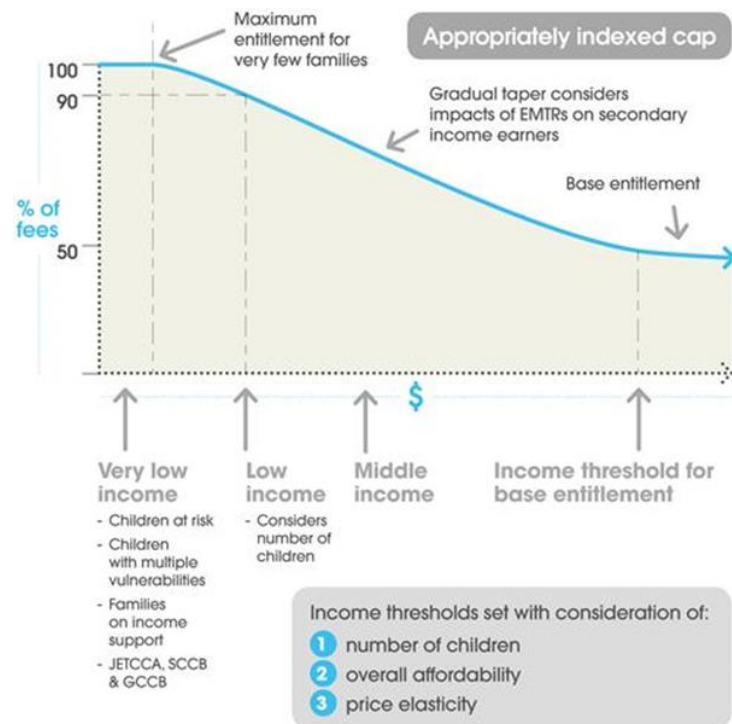 Maximum
entitlement for
very few families
Appropriately indexed cap
100
90
Gradual taper considers
impacts of EMTRs on secondary
income earners
Base entitlement
% of
fees
50
$
Very low
income
- Children at risk
- Children
with multiple
vulnerabilities
- Families
on income
support
- JETCCA, SCCB
& GCCB
Low
income
- Considers
number of
children
Middle
income
Income threshold for
base entitlement
Income thresholds set with consideration of:
1 number of children
2 overall affordability
3 price elasticity